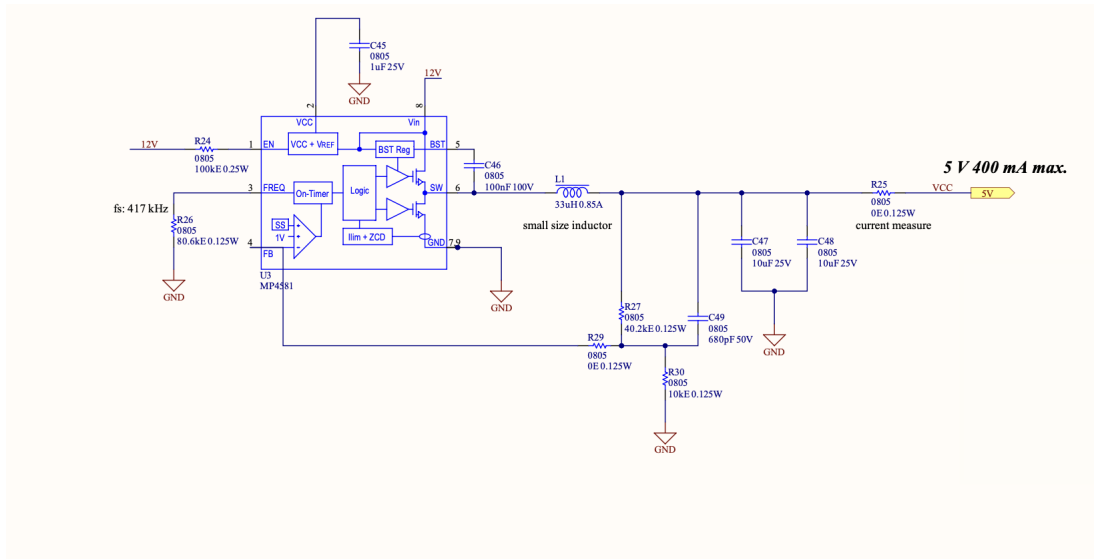 C45
0805
1uF 25V
GND
12V
2
8
VCC
Vin
12V
R24
0805
100kE 0.25W
1
EN
VCC + VREF
BST Reg
BST
5
C46
0805
100nF 100V
3
FREQ
On-Timer
Logic
SW
6
L1
33uH 0.85A
small size inductor
5 V 400 mA max.
R25
0805
0E 0.125W
current measure
VCC
5V
fs: 417 kHz
R26
0805
80.6kE 0.125W
GND
SS
1V
+
+
-
4
FB
Ilim + ZCD
GND
7,9
U3
MP4581
GND
C47
0805
10uF 25V
C48
0805
10uF 25V
GND
R27
0805
40.2kE 0.125W
C49
0805
680pF 50V
R29
0805
0E 0.125W
R30
0805
10kE 0.125W
GND